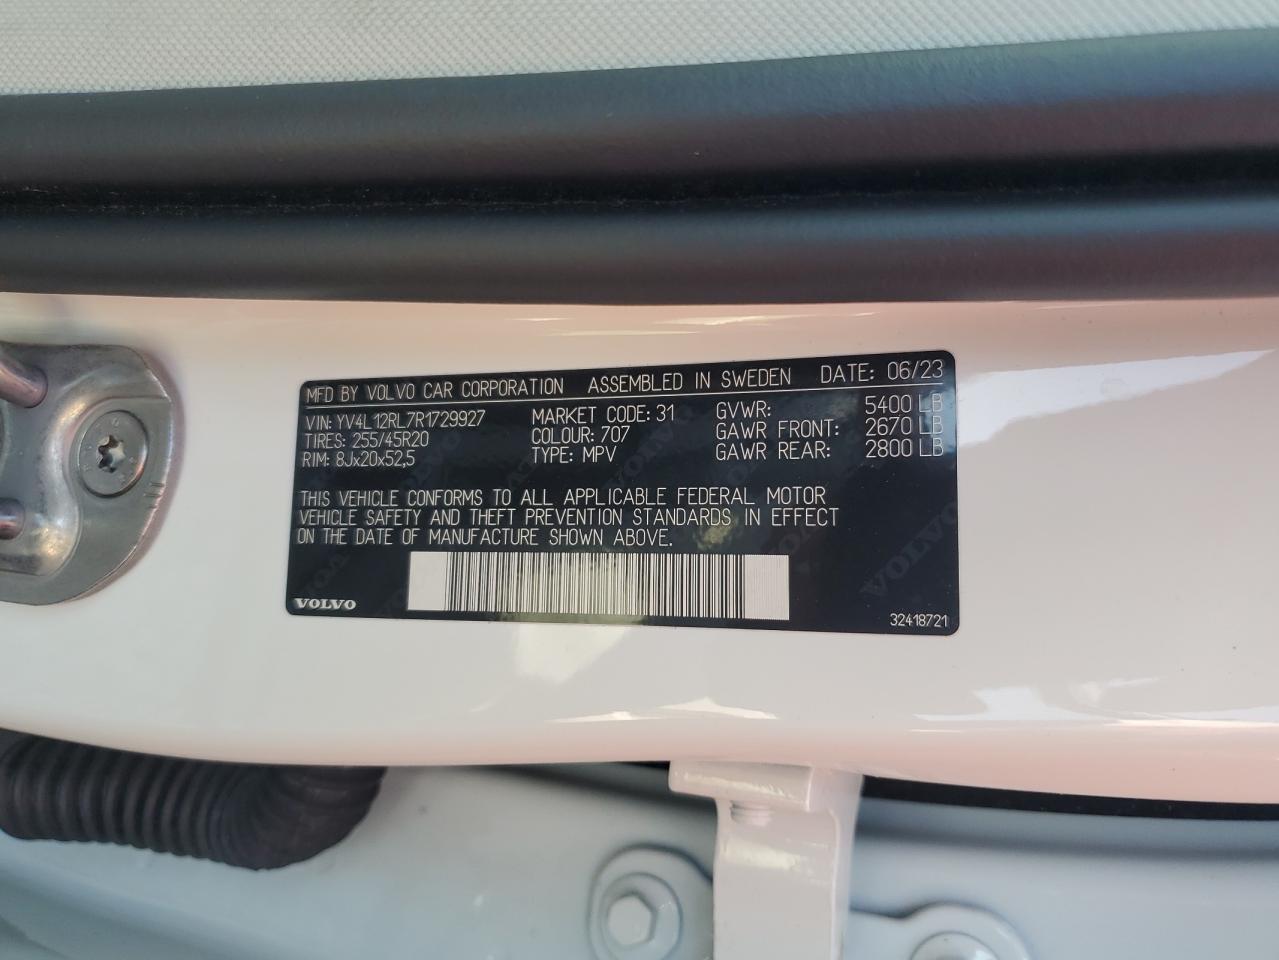 MFD BY VOLVO CAR CORPORATION ASSEMBLED IN SWEDEN DATE: 06/23
VIN: YV4L12RL7R1729927 MARKET CODE: 31 GVWR: 5400 LB
TIRES: 255/45R20 COLOUR: 707 GAWR FRONT: 2670 LB
RIM: 8Jx20x52,5 TYPE: MPV GAWR REAR: 2800 LB
THIS VEHICLE CONFORMS TO ALL APPLICABLE FEDERAL MOTOR
VEHICLE SAFETY AND THEFT PREVENTION STANDARDS IN EFFECT
ON THE DATE OF MANUFACTURE SHOWN ABOVE.
VOLVO
32418721